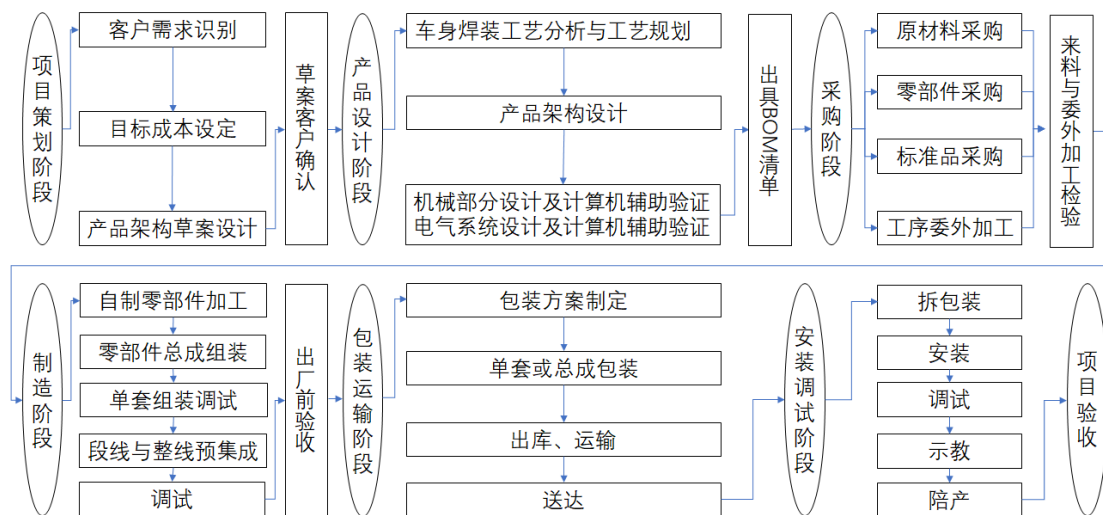 项目策划阶段
客户需求识别
目标成本设定
产品架构草案设计
草案客户确认
产品设计阶段
车身焊装工艺分析与工艺规划
产品架构设计
机械部分设计及计算机辅助验证
电气系统设计及计算机辅助验证
出具BOM清单
采购阶段
原材料采购
零部件采购
标准品采购
工序委外加工
来料与委外加工检验
制造阶段
自制零部件加工
零部件总成组装
单套组装调试
段线与整线预集成
调试
出厂前验收
包装运输阶段
包装方案制定
单套或总成包装
出库、运输
送达
安装调试阶段
拆包装
安装
调试
示教
陪产
项目验收